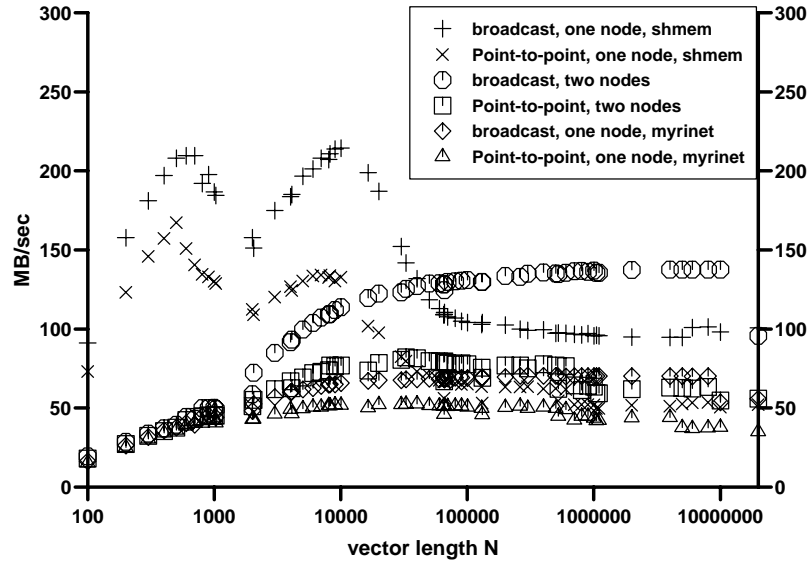 300
250
200
150
100
50
0
MB/sec
300
250
200
150
100
50
0
broadcast, one node, shmem
Point-to-point, one node, shmem
broadcast, two nodes
Point-to-point, two nodes
broadcast, one node, myrinet
Point-to-point, one node, myrinet
100 1000 10000 100000 1000000 10000000
vector length N